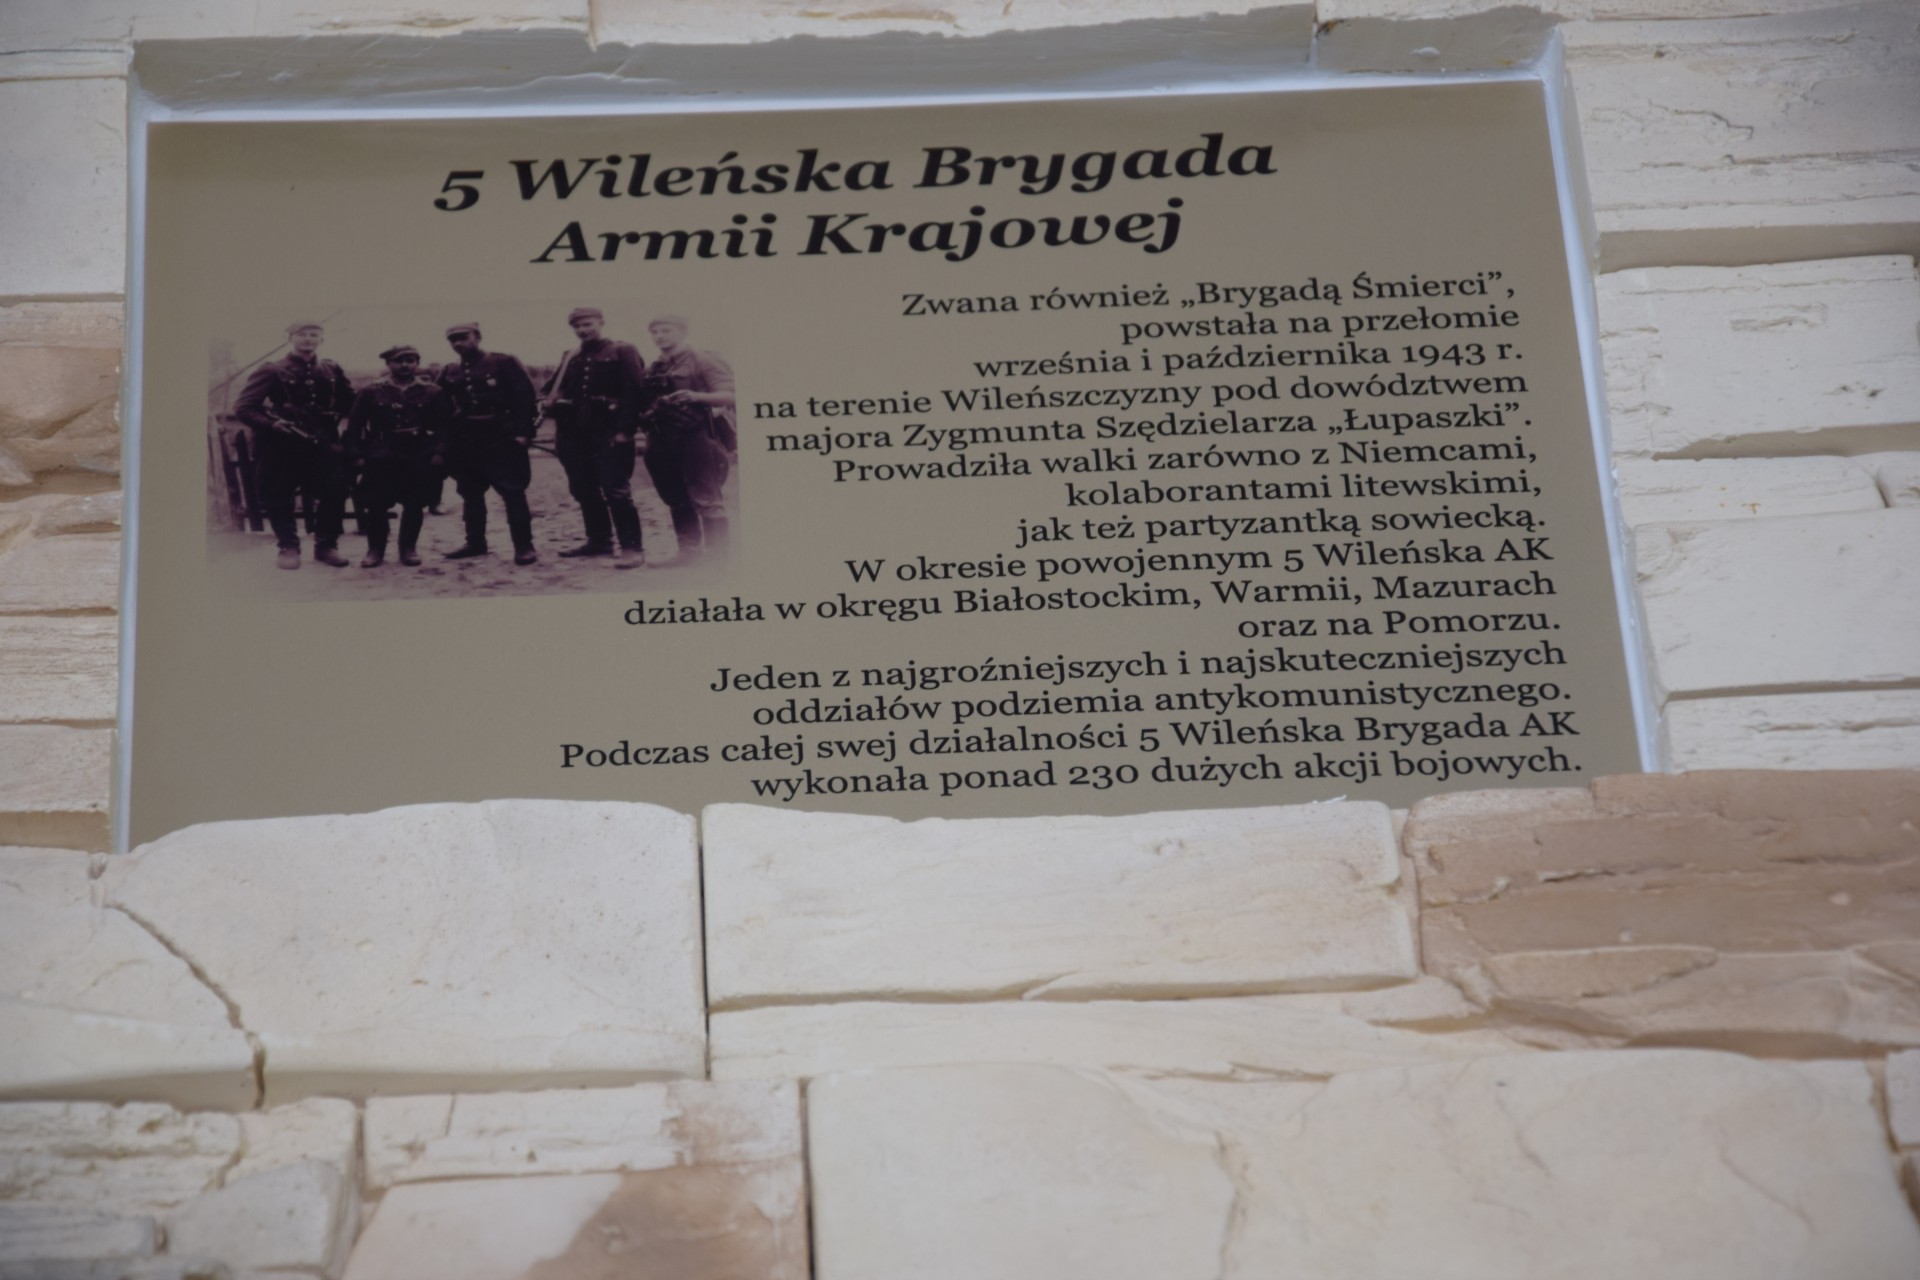 5 Wileńska Brygada
Armii Krajowej
Zwana również „Brygadą Śmierci”,
powstała na przełomie
września i października 1943 r.
na terenie Wileńszczyzny pod dowództwem
majora Zygmunta Szędzielarza „Łupaszki”.
Prowadziła walki zarówno z Niemcami,
kolaborantami litewskimi,
jak też partyzantką sowiecką.
W okresie powojennym 5 Wileńska AK
działała w okręgu Białostockim, Warmii, Mazurach
oraz na Pomorzu.
Jeden z najgroźniejszych i najskuteczniejszych
oddziałów podziemia antykomunistycznego.
Podczas całej swej działalności 5 Wileńska Brygada AK
wykonała ponad 230 dużych akcji bojowych.